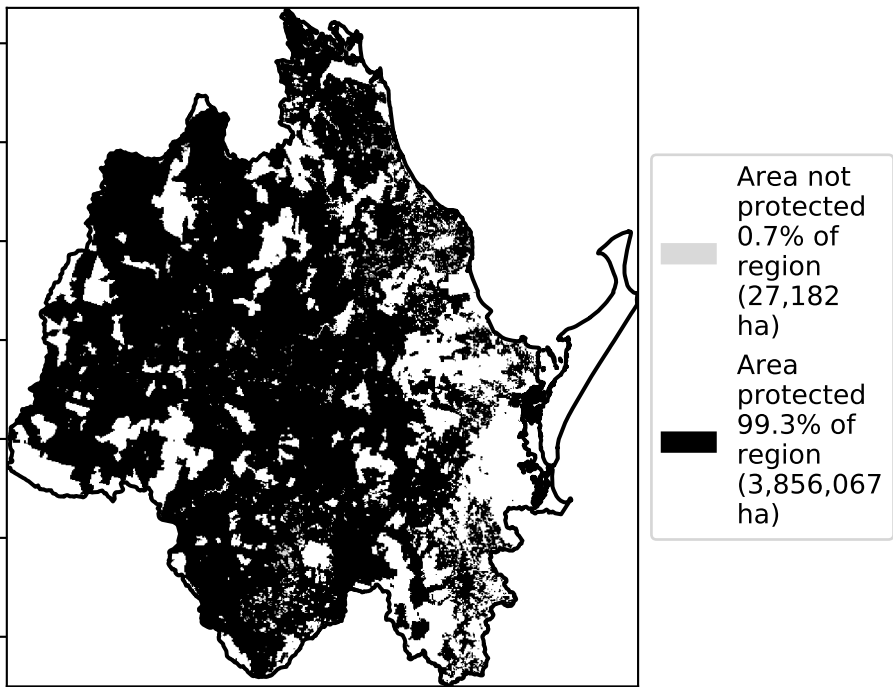 Area not
protected
0.7% of
region
(27,182
ha)
Area
protected
99.3% of
region
(3,856,067
ha)